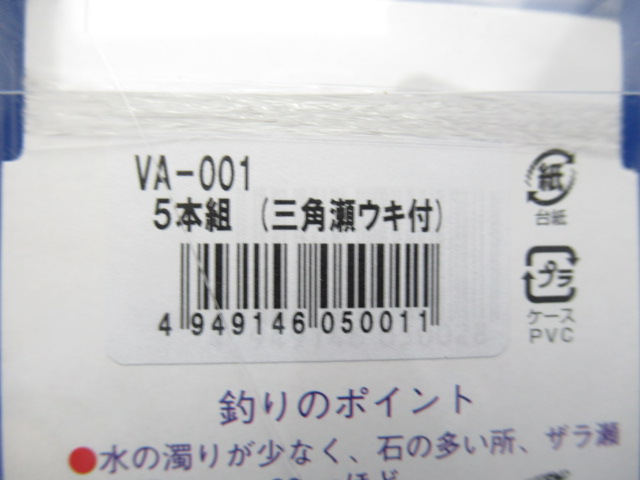 VA-001
5本組 (三角瀬ウキ付)
4 949146 050011
紙
台紙
プラ
ケース
PVC
釣りのポイント
●水の濁りが少なく、石の多い所、ザラ瀬
ほど